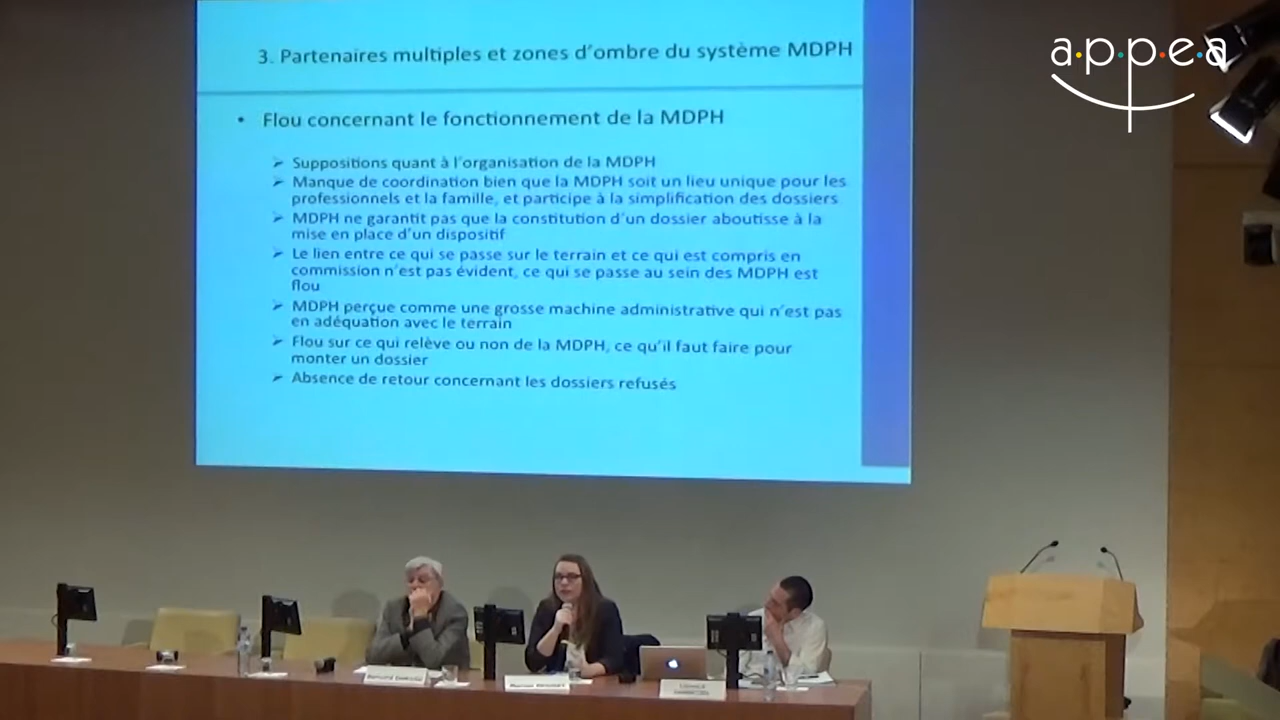 a.p.p.e.a
3. Partenaires multiples et zones d'ombre du système MDPH
• Flou concernant le fonctionnement de la MDPH
➢ Suppositions quant à l'organisation de la MDPH
➢ Manque de coordination bien que la MDPH soit un lieu unique pour les
professionnels et la famille, et participe à la simplification des dossiers
➢ MDPH ne garantit pas que la constitution d'un dossier aboutisse à la
mise en place d'un dispositif
➢ Le lien entre ce qui se passe sur le terrain et ce qui est compris en
commission n'est pas évident, ce qui se passe au sein des MDPH est
flou
➢ MDPH perçue comme une grosse machine administrative qui n'est pas
en adéquation avec le terrain
➢ Flou sur ce qui relève ou non de la MDPH, ce qu'il faut faire pour
monter un dossier
➢ Absence de retour concernant les dossiers refusés